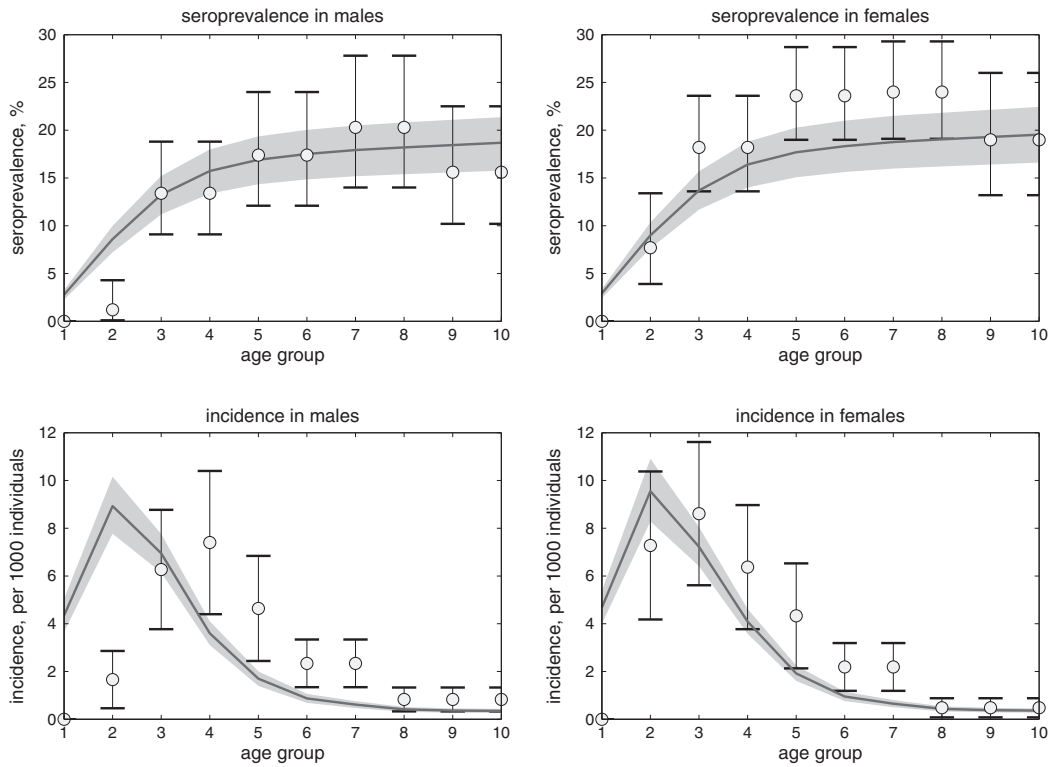 seroprevalence in males
seroprevalence, %
30
25
20
15
10
5
0
1 2 3 4 5 6 7 8 9 10
age group
seroprevalence in females
seroprevalence, %
30
25
20
15
10
5
0
1 2 3 4 5 6 7 8 9 10
age group
incidence in males
incidence, per 1000 individuals
12
10
8
6
4
2
0
1 2 3 4 5 6 7 8 9 10
age group
incidence in females
incidence, per 1000 individuals
12
10
8
6
4
2
0
1 2 3 4 5 6 7 8 9 10
age group